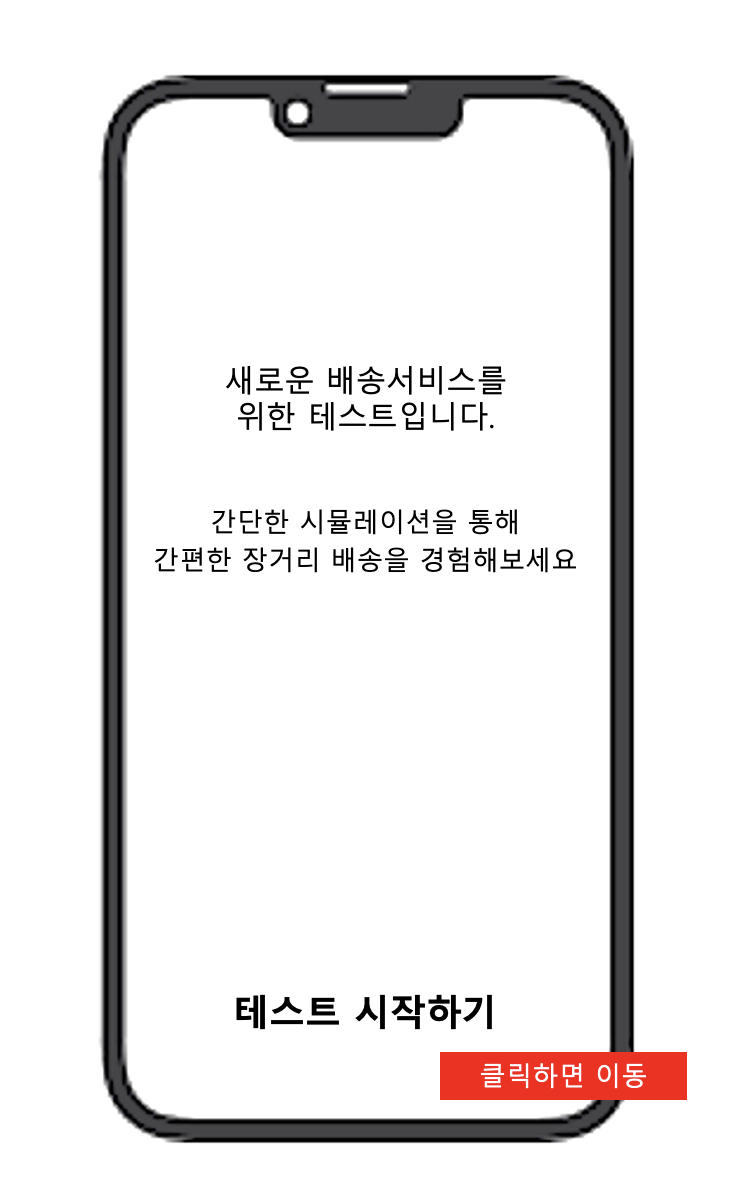 새로운 배송서비스를
위한 테스트입니다.
간단한 시뮬레이션을 통해
간편한 장거리 배송을 경험해보세요
테스트 시작하기
클릭하면 이동